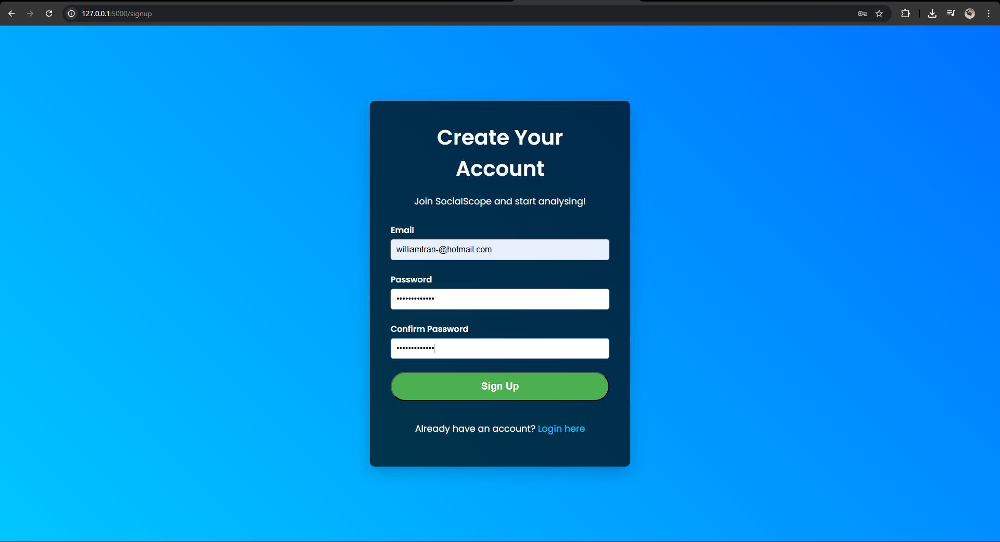 127.0.0.1:5000/signup
Create Your
Account
Join SocialScope and start analysing!
Email
williamtran-@hotmail.com
Password
•••••••••••••
Confirm Password
•••••••••••••
Sign Up
Already have an account? Login here